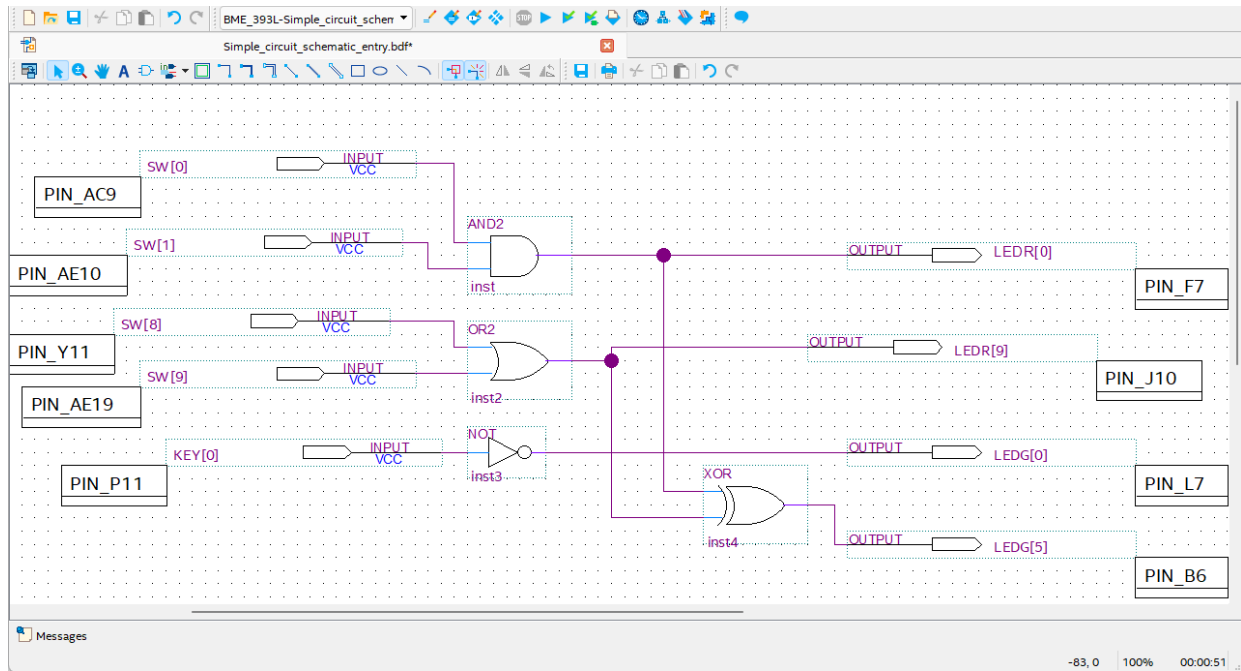 BME_393L-Simple_circuit_schem
STOP
Simple_circuit_schematic_entry.bdf*
A
SW[0]
INPUT
VCC
PIN_AC9
SW[1]
INPUT
VCC
PIN_AE10
AND2
inst
OUTPUT
LEDR[0]
PIN_F7
SW[8]
INPUT
VCC
PIN_Y11
OR2
inst2
OUTPUT
LEDR[9]
PIN_J10
SW[9]
INPUT
VCC
PIN_AE19
KEY[0]
INPUT
VCC
PIN_P11
NOT
inst3
OUTPUT
LEDG[0]
PIN_L7
XOR
inst4
OUTPUT
LEDG[5]
PIN_B6
Messages
-83, 0 100% 00:00:51